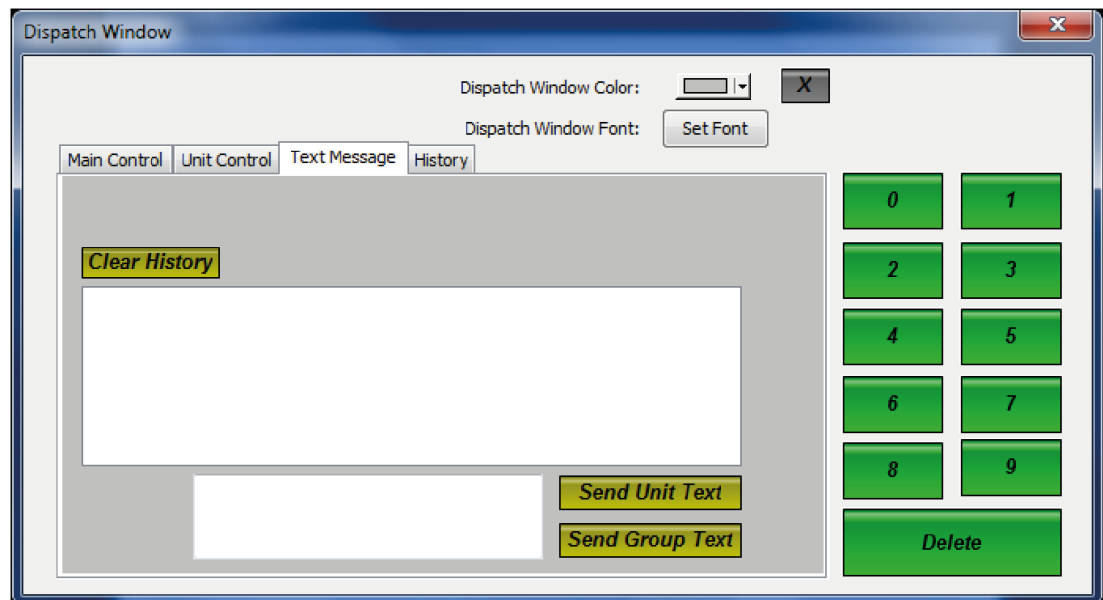 Dispatch Window
Dispatch Window Color:
X
Dispatch Window Font:
Set Font
Main Control
Unit Control
Text Message
History
Clear History
Send Unit Text
Send Group Text
0
1
2
3
4
5
6
7
8
9
Delete